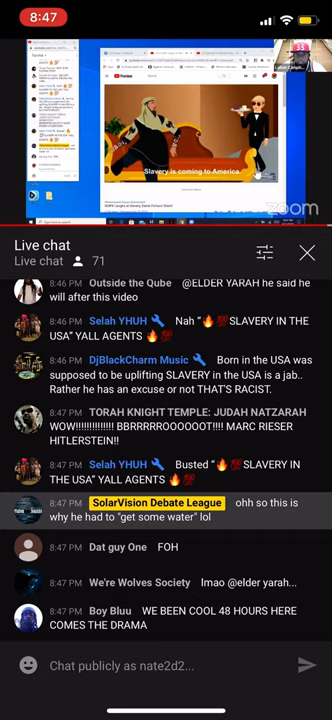 8:47
33
Slavery is coming to America.
zoom
Live chat
Live chat 71
8:46 PM Outside the Qube @ELDER YARAH he said he
will after this video
8:46 PM Selah YHUH Nah “🔥💯SLAVERY IN THE
USA” YALL AGENTS 🔥💯
8:46 PM DjBlackCharm Music Born in the USA was
supposed to be uplifting SLAVERY in the USA is a jab..
Rather he has an excuse or not THAT'S RACIST.
8:47 PM TORAH KNIGHT TEMPLE: JUDAH NATZARAH
WOW!!!!!!!!!!!!!!! BBRRRRROOOOOT!!!! MARC RIESER
HITLERSTEIN!!
8:47 PM Selah YHUH Busted “🔥💯SLAVERY IN
THE USA” YALL AGENTS 🔥💯
8:47 PM SolarVision Debate League ohh so this is
why he had to "get some water" lol
8:47 PM Dat guy One FOH
8:47 PM We're Wolves Society lmao @elder yarah...
8:47 PM Boy Bluu WE BEEN COOL 48 HOURS HERE
COMES THE DRAMA
Chat publicly as nate2d2...